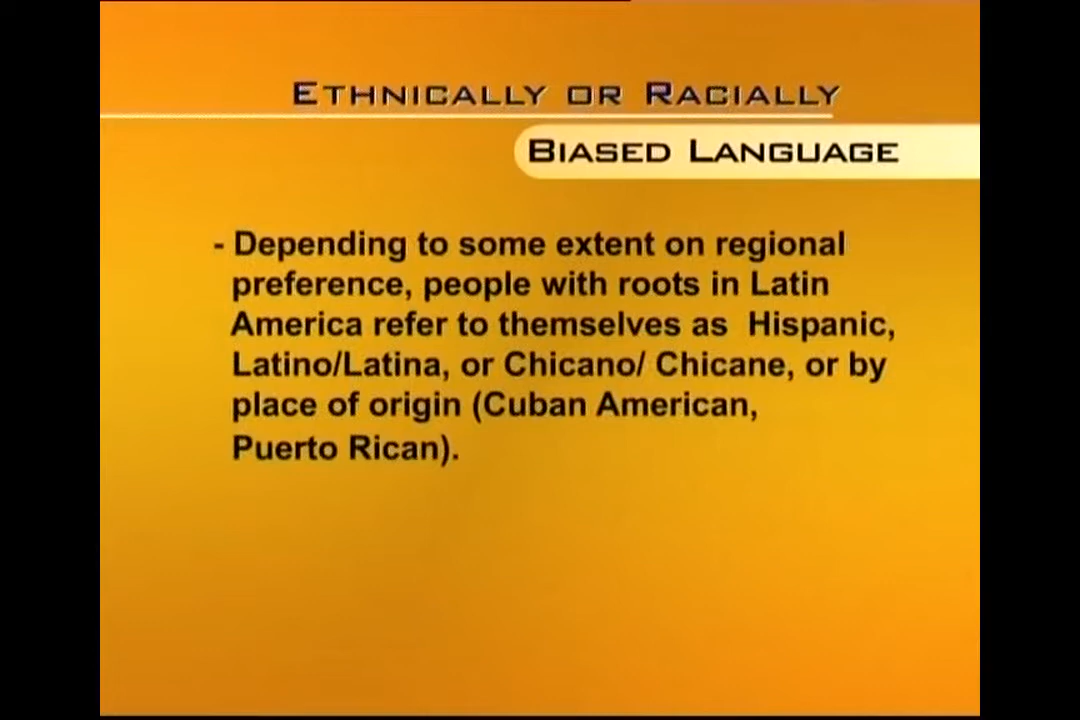 ETHNICALLY OR RACIALLY
BIASED LANGUAGE
- Depending to some extent on regional
preference, people with roots in Latin
America refer to themselves as Hispanic,
Latino/Latina, or Chicano/ Chicane, or by
place of origin (Cuban American,
Puerto Rican).